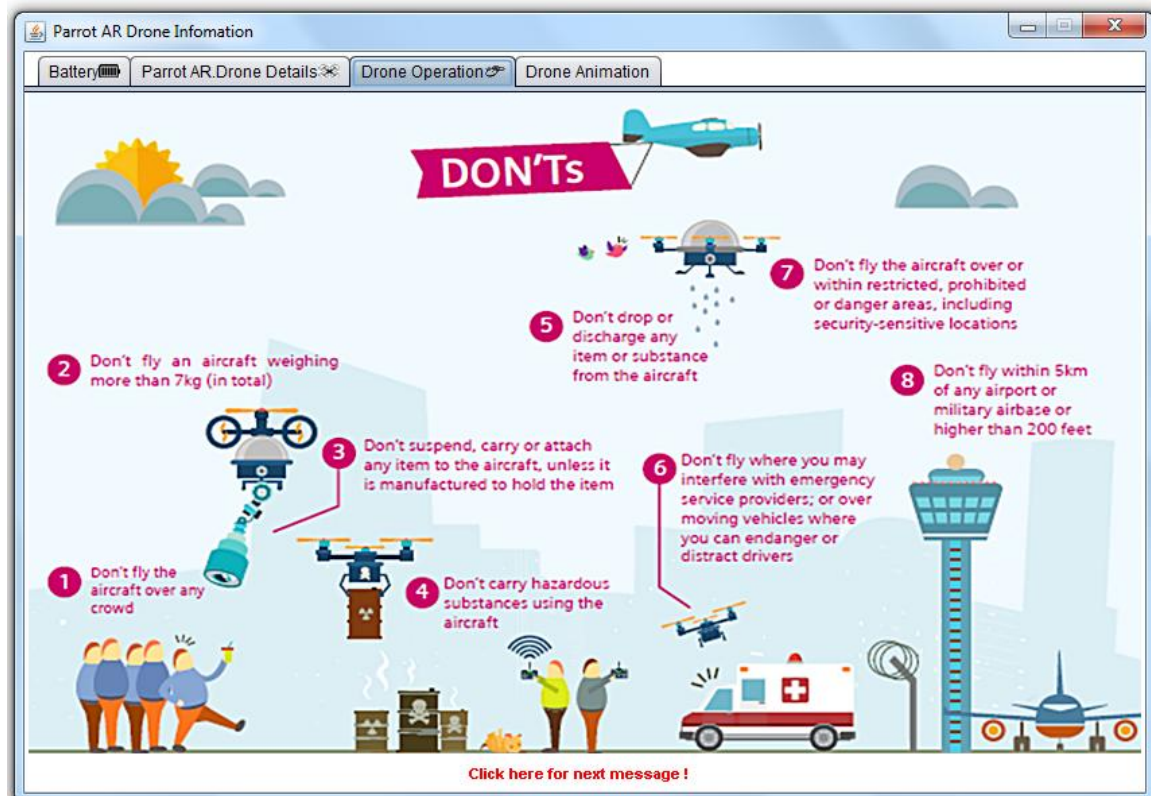 Parrot AR Drone Infomation
Battery
Parrot AR.Drone Details
Drone Operation
Drone Animation
DON'Ts
1
Don't fly the
aircraft over any
crowd
2
Don't fly an aircraft weighing
more than 7kg (in total)
3
Don't suspend, carry or attach
any item to the aircraft, unless it
is manufactured to hold the item
4
Don't carry hazardous
substances using the
aircraft
5
Don't drop or
discharge any
item or substance
from the aircraft
6
Don't fly where you may
interfere with emergency
service providers; or over
moving vehicles where
you can endanger or
distract drivers
7
Don't fly the aircraft over or
within restricted, prohibited
or danger areas, including
security-sensitive locations
8
Don't fly within 5km
of any airport or
military airbase or
higher than 200 feet
Click here for next message !